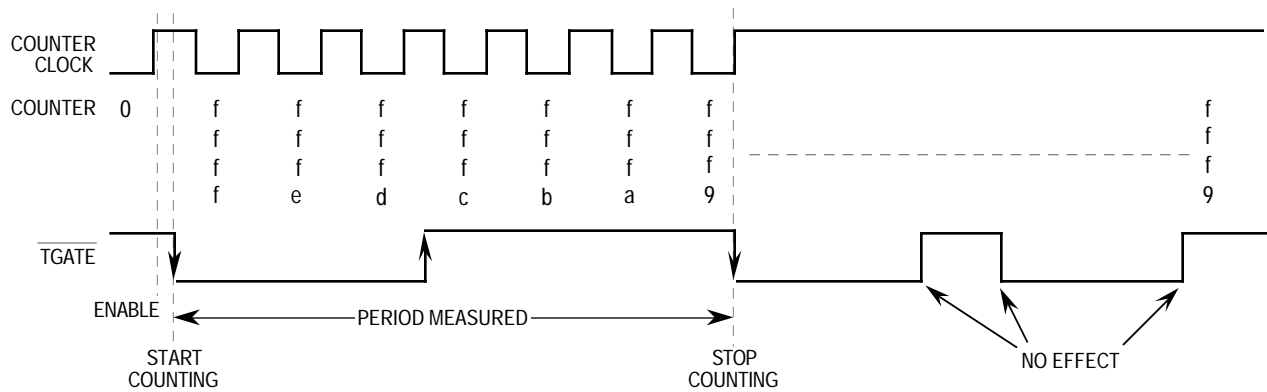 COUNTER
CLOCK
COUNTER 0 f f f f f f f f
f f f f f f f f
f f f f f f f f
f e d c b a 9 9
TGATE
ENABLE
PERIOD MEASURED
START
COUNTING
STOP
COUNTING
NO EFFECT